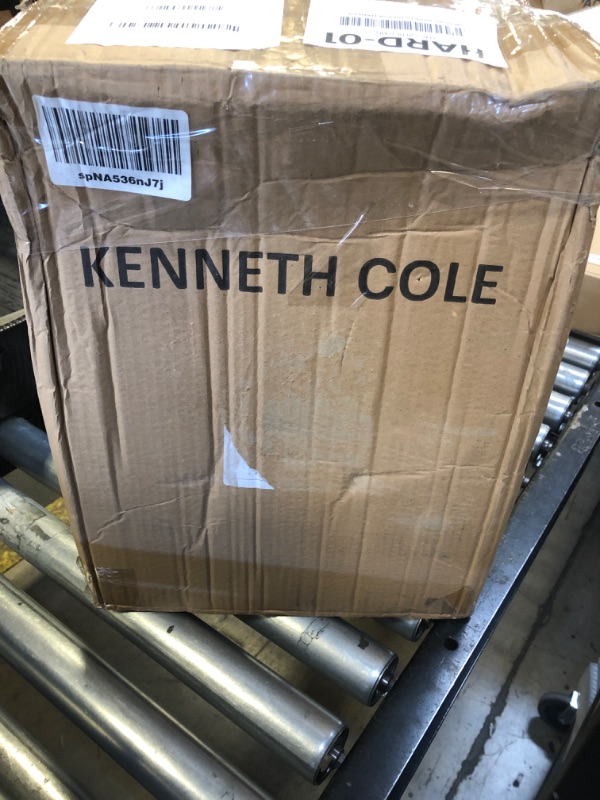 HARD-01
spNA536nJ7j
KENNETH COLE